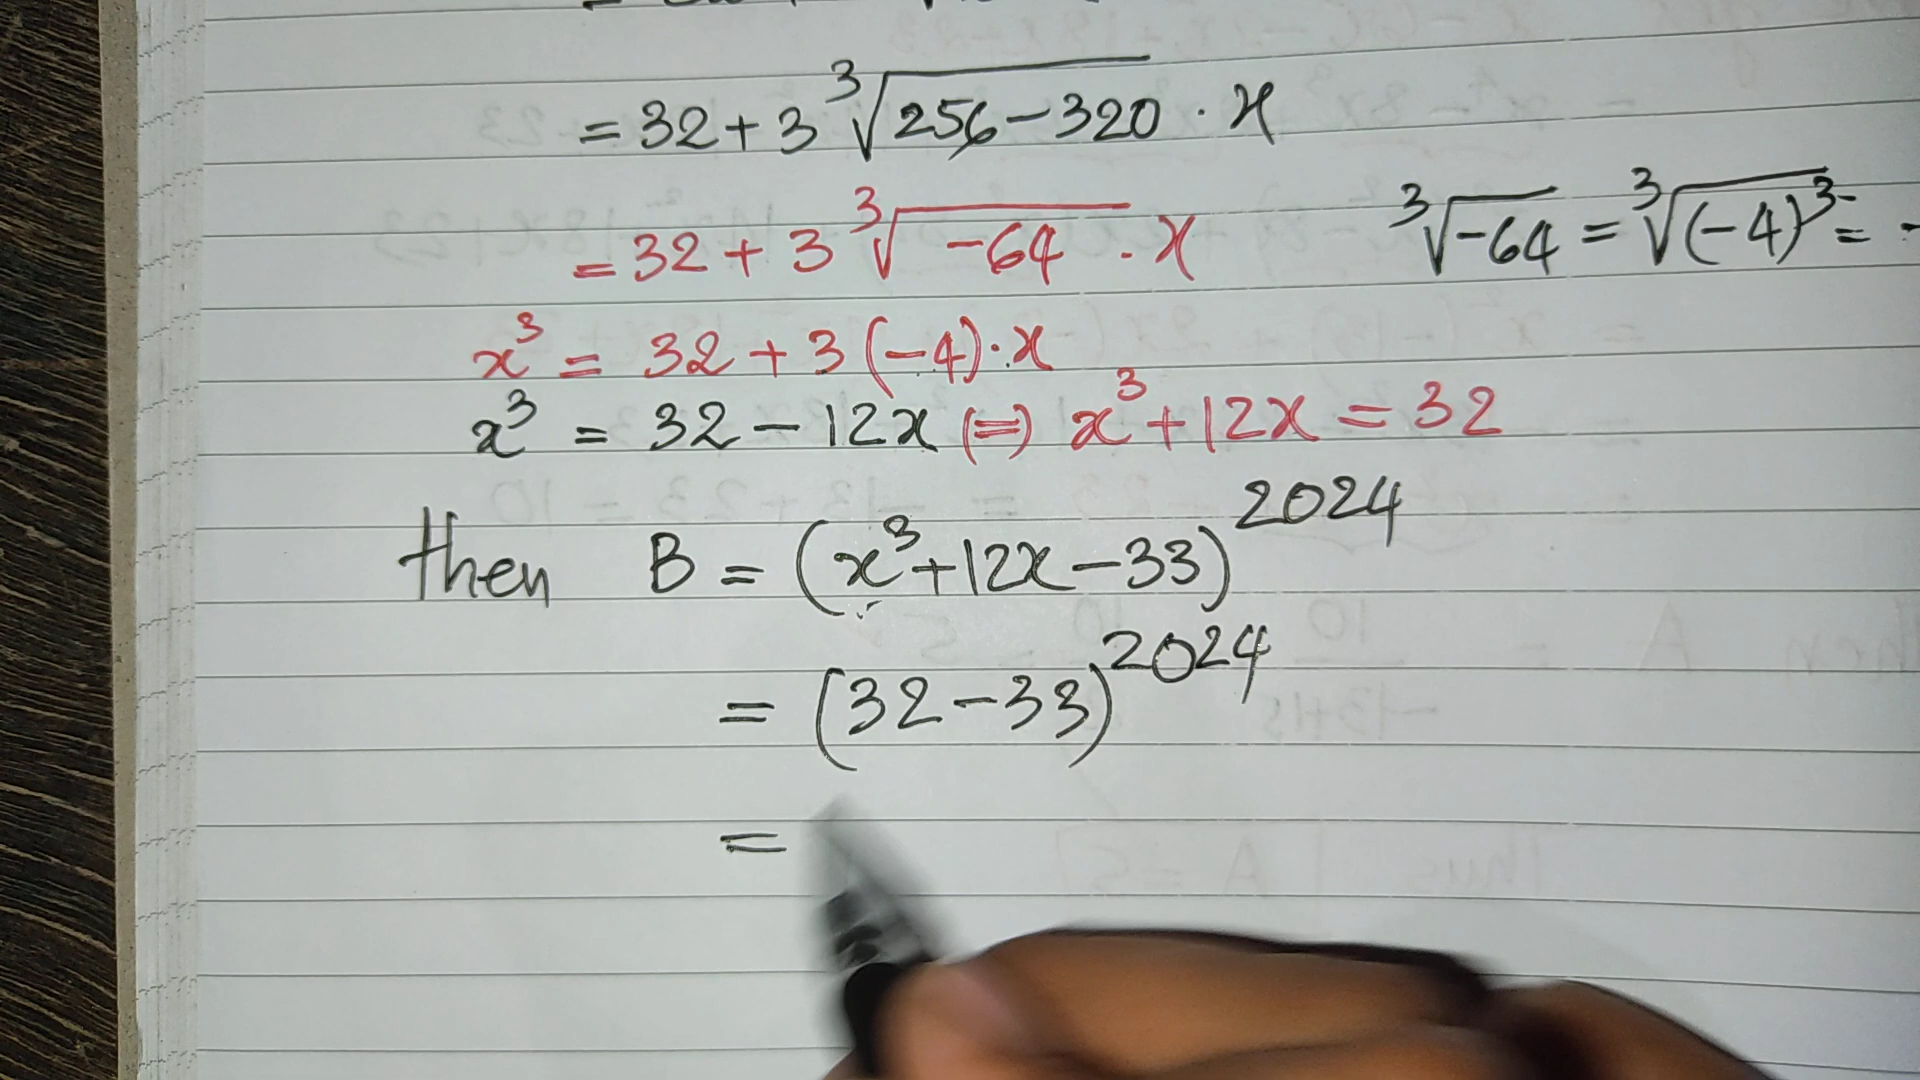 = 32 + 3 ∛(256 − 320) · x
= 32 + 3 ∛(−64) · x
∛(−64) = ∛((−4)³) = -
x³ = 32 + 3(−4)·x
x³ = 32 − 12x (=) x³ + 12x = 32
then B = (x³ + 12x − 33)²⁰²⁴
= (32 − 33)²⁰²⁴
=